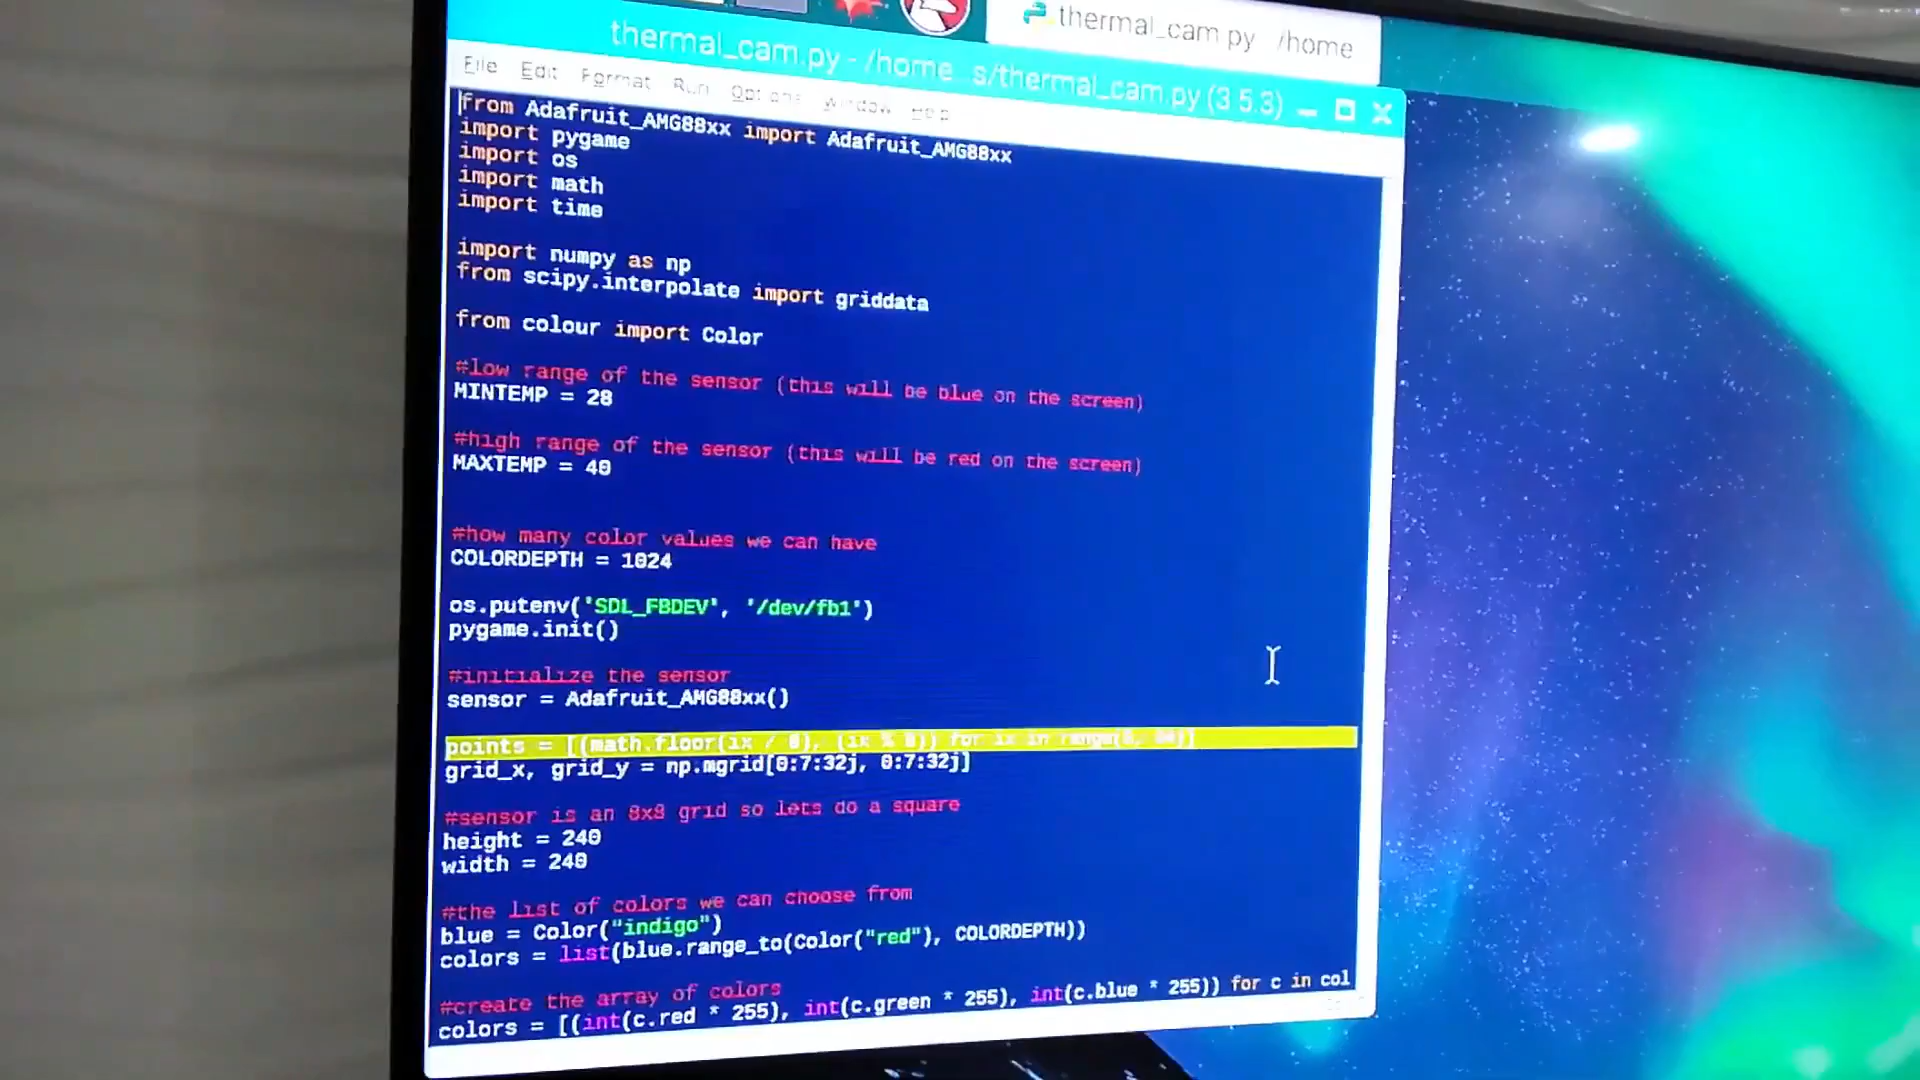 thermal_cam.py /home
thermal_cam.py - /home s/thermal_cam.py (3 5.3)
File Edit Format Run Options Window Help
from Adafruit_AMG88xx import Adafruit_AMG88xx
import pygame
import os
import math
import time
import numpy as np
from scipy.interpolate import griddata
from colour import Color
#low range of the sensor (this will be blue on the screen)
MINTEMP = 28
#high range of the sensor (this will be red on the screen)
MAXTEMP = 40
#how many color values we can have
COLORDEPTH = 1024
os.putenv('SDL_FBDEV', '/dev/fb1')
pygame.init()
#initialize the sensor
sensor = Adafruit_AMG88xx()
points = [(math.floor(ix / 8), (ix % 8)) for ix in range(0, 64)]
grid_x, grid_y = np.mgrid[0:7:32j, 0:7:32j]
#sensor is an 8x8 grid so lets do a square
height = 240
width = 240
#the list of colors we can choose from
blue = Color("indigo")
colors = list(blue.range_to(Color("red"), COLORDEPTH))
#create the array of colors
colors = [(int(c.red * 255), int(c.green * 255), int(c.blue * 255)) for c in col